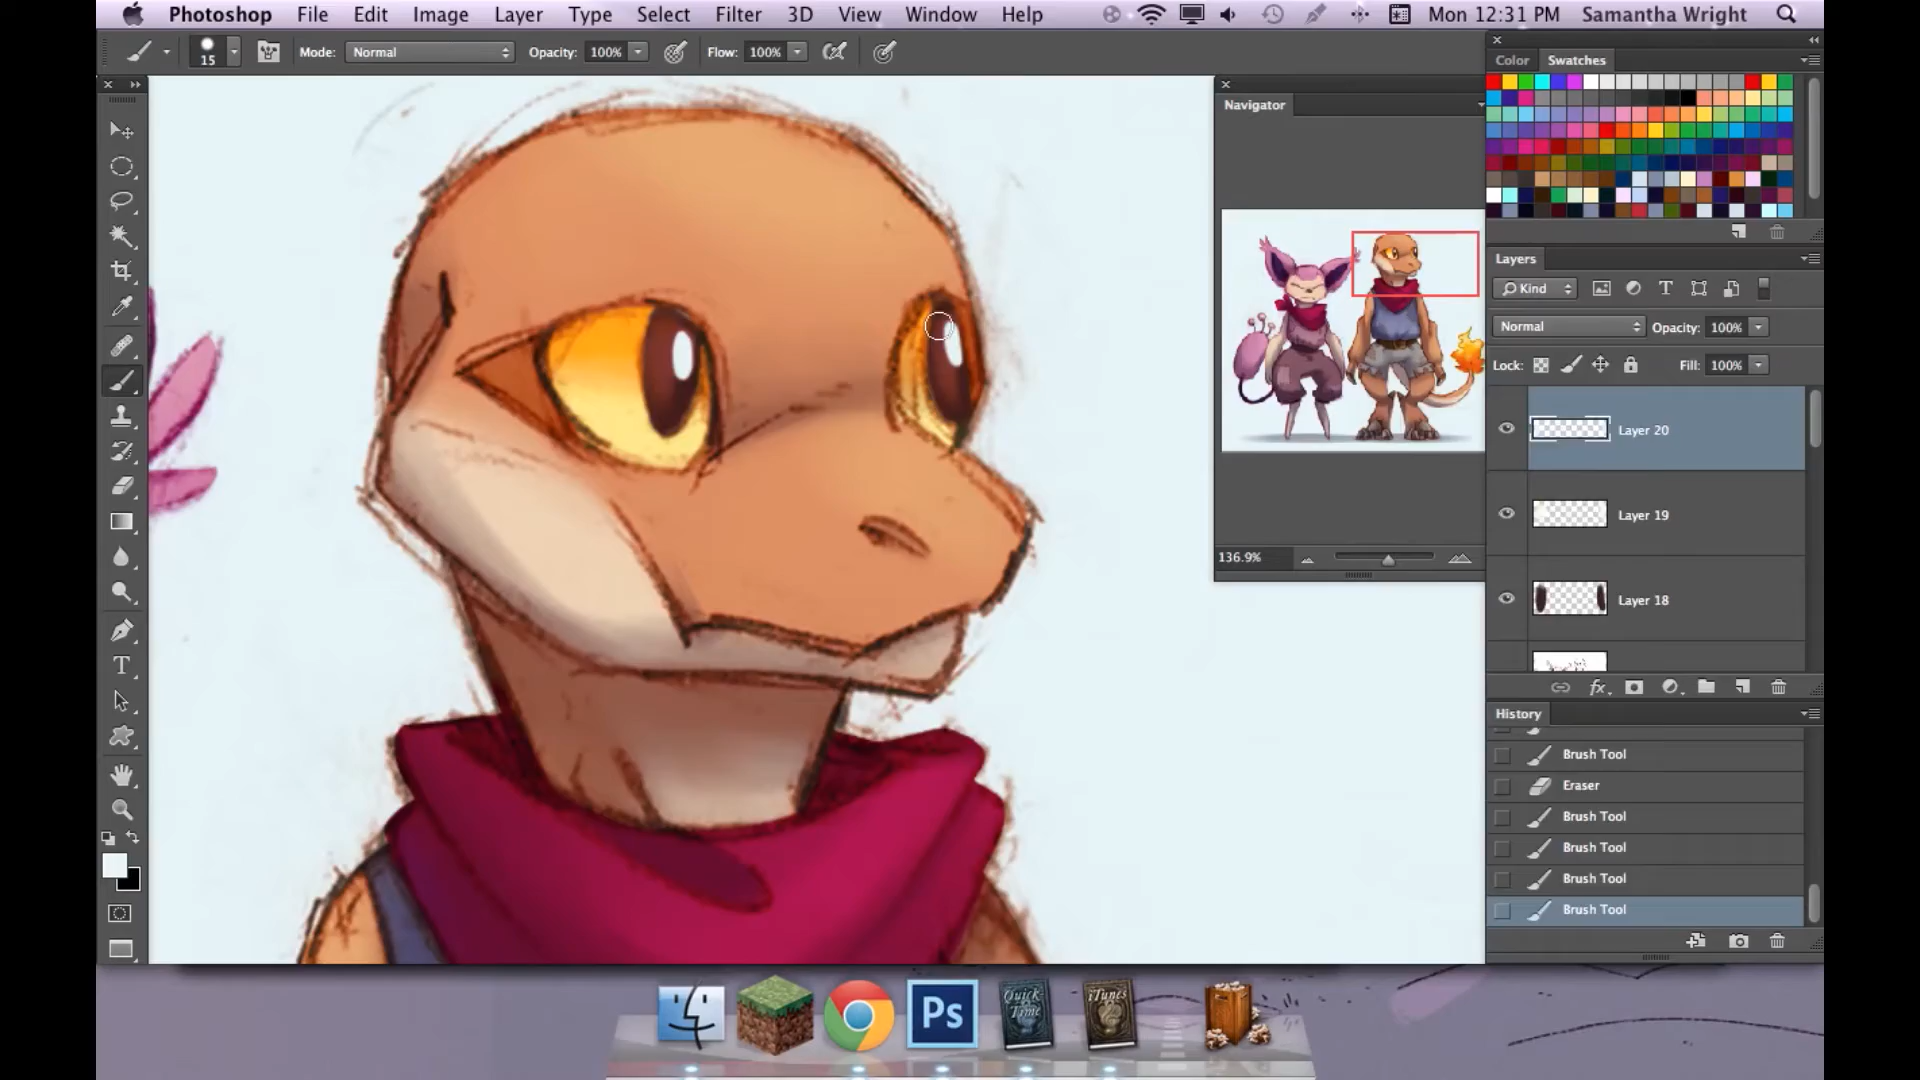 Photoshop File Edit Image Layer Type Select Filter 3D View Window Help Mon 12:31 PM Samantha Wright
15 Mode: Normal Opacity: 100% Flow: 100%
Color Swatches
Navigator
136.9%
Layers
Kind
Normal Opacity: 100%
Lock: Fill: 100%
Layer 20
Layer 19
Layer 18
History
Brush Tool
Eraser
Brush Tool
Brush Tool
Brush Tool
Brush Tool
Ps
Quick-Time
iTunes